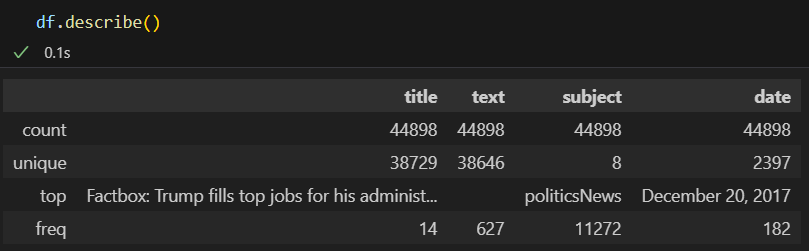 df.describe()
0.1s
title text subject date
count 44898 44898 44898 44898
unique 38729 38646 8 2397
top Factbox: Trump fills top jobs for his administ... politicsNews December 20, 2017
freq 14 627 11272 182